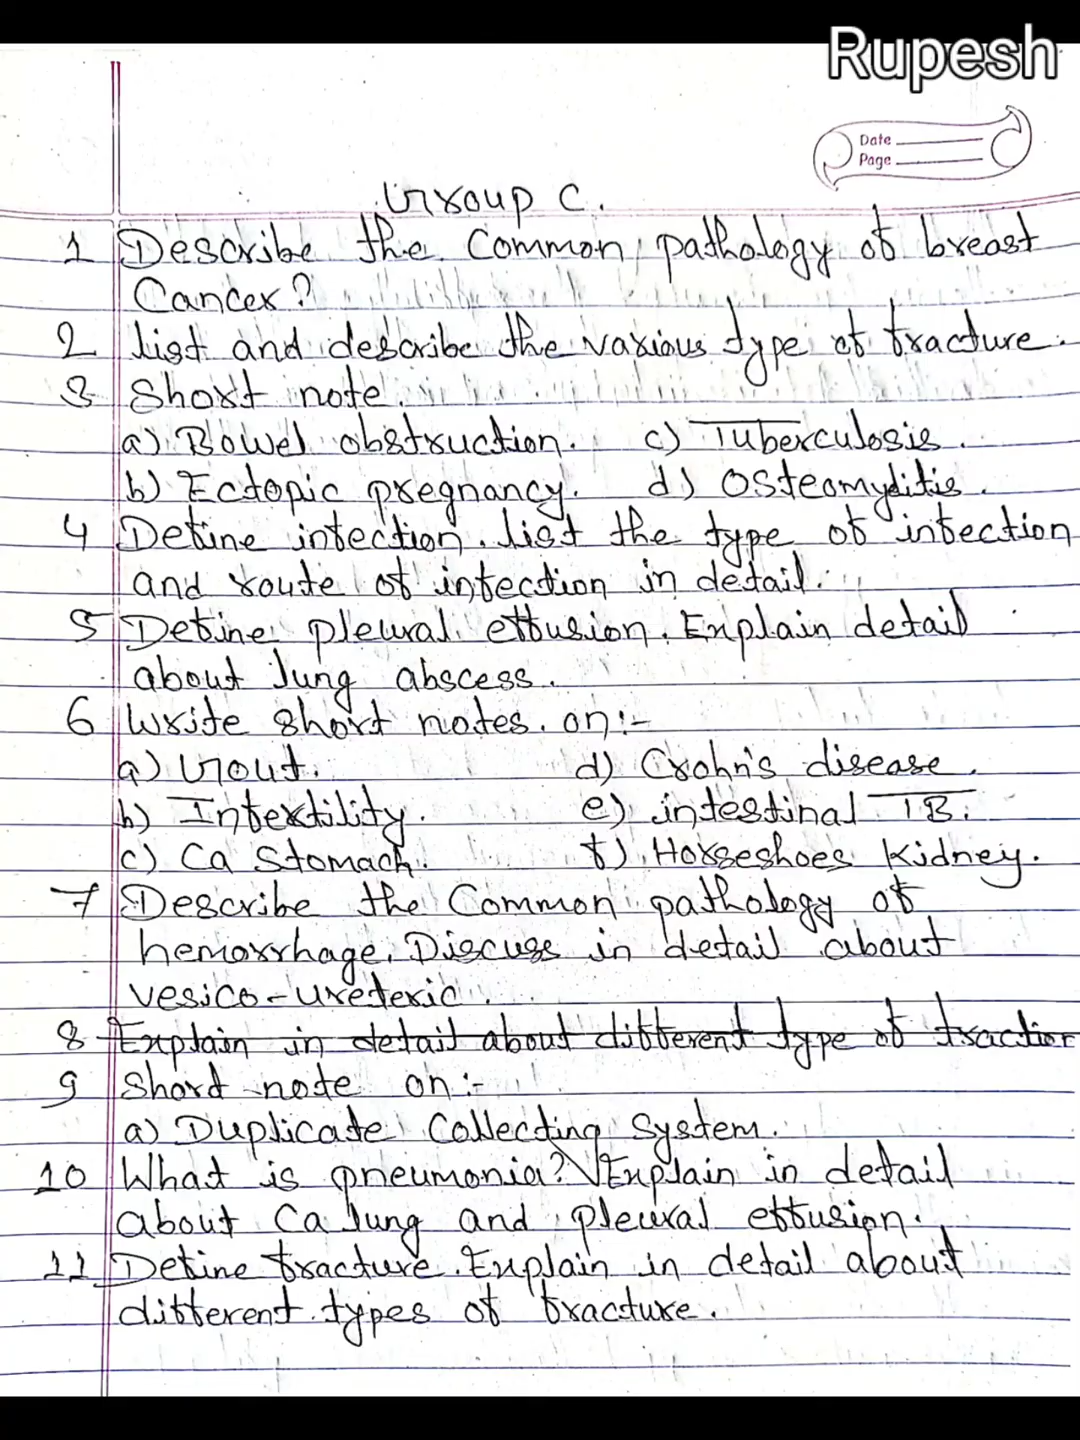 Rupesh
Date
Page
Group C.
1 Describe the Common pathology of breast
Cancer?
2 list and describe the various type of fracture.
3 Short note.
a) Bowel obstruction. c) Tuberculosis.
b) Ectopic pregnancy. d) Osteomylitis.
4 Define infection. list the type of infection
and route of infection in detail.
5 Define pleural effusion. Explain detail
about lung abscess.
6 Write short notes. on:-
a) Gout. d) Crohn's disease.
b) Infertility. e) intestinal TB.
c) Ca Stomach. f) Horseshoes Kidney.
7 Describe the Common pathology of
hemorrhage. Discuss in detail about
vesico-ureteric.
8 Explain in detail about different type of fraction
9 Short note on:-
a) Duplicate Collecting System.
10 What is pneumonia? Explain in detail
about Ca lung and pleural effusion.
11 Define fracture. Explain in detail about
different types of fracture.